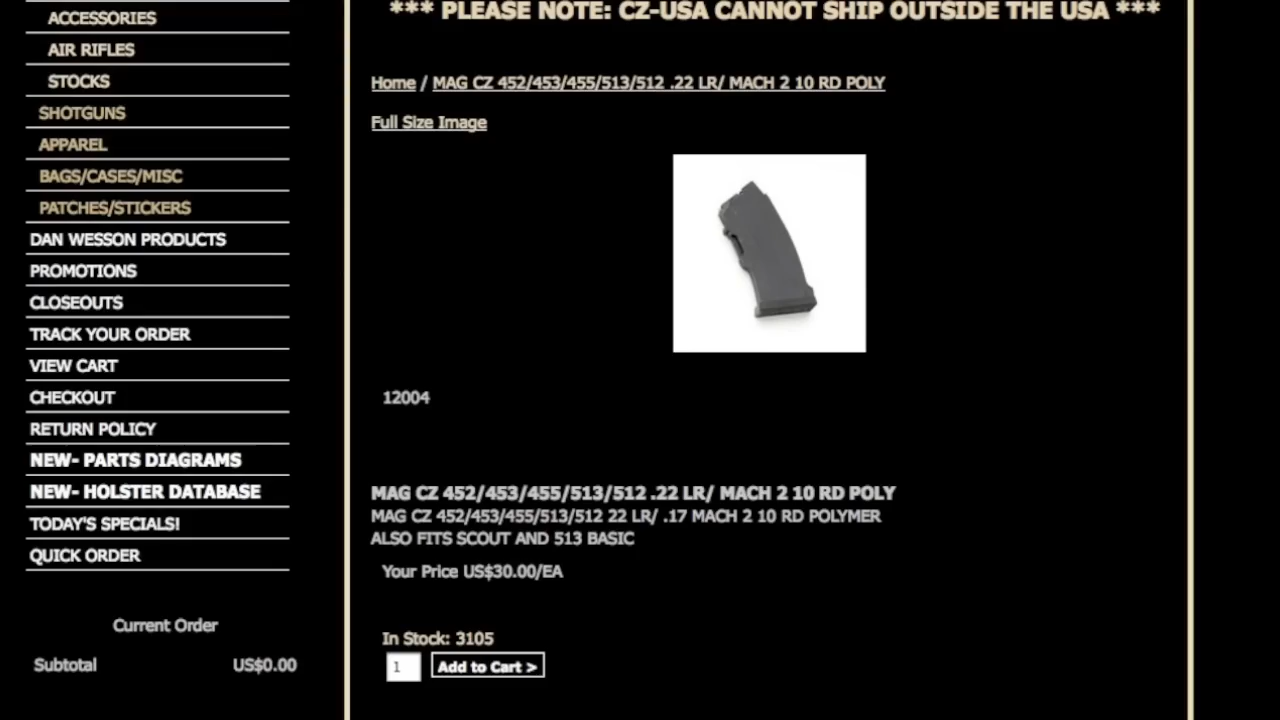 ACCESSORIES
AIR RIFLES
STOCKS
SHOTGUNS
APPAREL
BAGS/CASES/MISC
PATCHES/STICKERS
DAN WESSON PRODUCTS
PROMOTIONS
CLOSEOUTS
TRACK YOUR ORDER
VIEW CART
CHECKOUT
RETURN POLICY
NEW- PARTS DIAGRAMS
NEW- HOLSTER DATABASE
TODAY'S SPECIALS!
QUICK ORDER
Current Order
Subtotal US$0.00
*** PLEASE NOTE: CZ-USA CANNOT SHIP OUTSIDE THE USA ***
Home / MAG CZ 452/453/455/513/512 .22 LR/ MACH 2 10 RD POLY
Full Size Image
12004
MAG CZ 452/453/455/513/512 .22 LR/ MACH 2 10 RD POLY
MAG CZ 452/453/455/513/512 22 LR/ .17 MACH 2 10 RD POLYMER
ALSO FITS SCOUT AND 513 BASIC
Your Price US$30.00/EA
In Stock: 3105
1 Add to Cart >